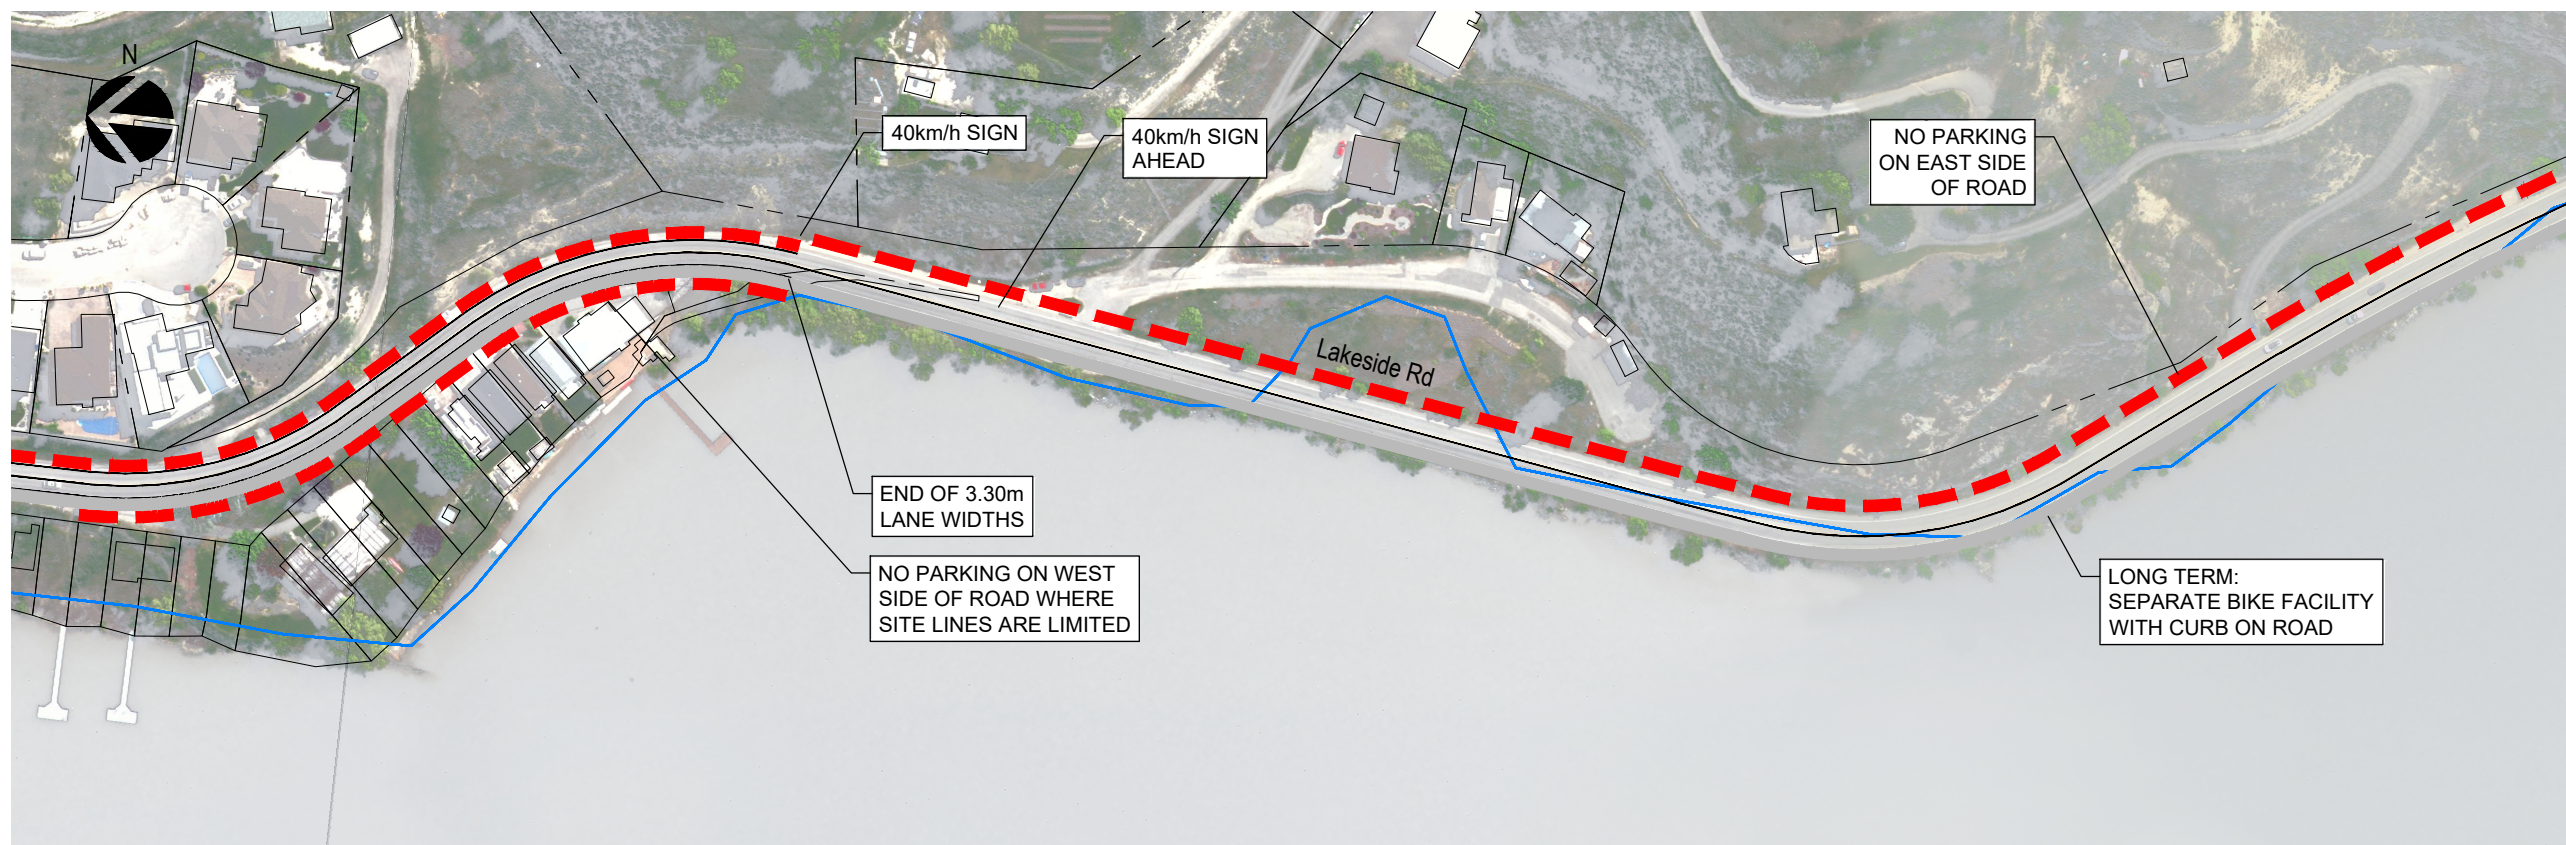 N
40km/h SIGN
40km/h SIGN
AHEAD
NO PARKING
ON EAST SIDE
OF ROAD
Lakeside Rd
END OF 3.30m
LANE WIDTHS
NO PARKING ON WEST
SIDE OF ROAD WHERE
SITE LINES ARE LIMITED
LONG TERM:
SEPARATE BIKE FACILITY
WITH CURB ON ROAD